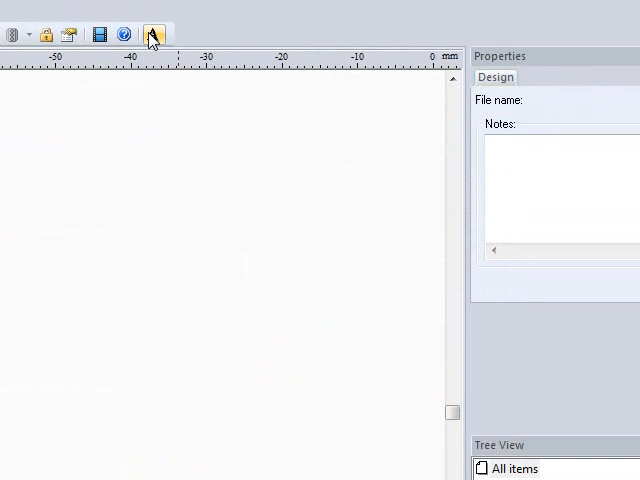 -50 -40 -30 -20 -10 0 mm
Properties
Design
File name:
Notes:
Tree View
All items